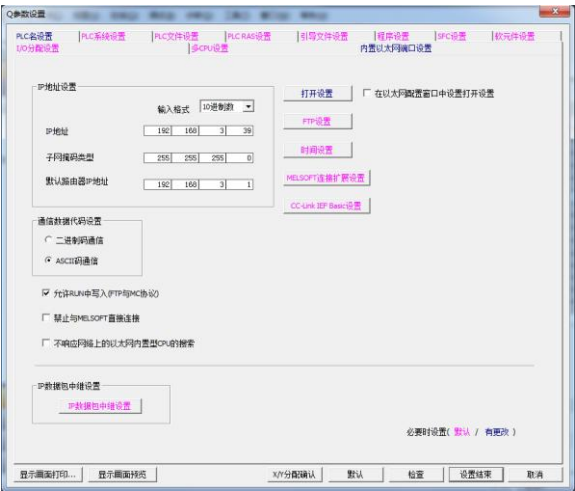 Q参数设置
PLC名设置 PLC系统设置 PLC文件设置 PLC RAS设置 引导文件设置 程序设置 SFC设置 软元件设置
I/O分配设置 多CPU设置 内置以太网端口设置
IP地址设置
输入格式 10进制数
IP地址 192 168 3 39
子网掩码类型 255 255 255 0
默认路由器IP地址 192 168 3 1
打开设置 在以太网配置窗口中设置打开设置
FTP设置
时间设置
MELSOFT连接扩展设置
CC-Link IEF Basic设置
通信数据代码设置
二进制码通信
ASCII码通信
允许RUN中写入(FTP与MC协议)
禁止与MELSOFT直接连接
不响应网络上的以太网内置型CPU的搜索
IP数据包中继设置
IP数据包中继设置
必要时设置( 默认 / 有更改 )
显示画面打印... 显示画面预览 X/Y分配确认 默认 检查 设置结束 取消